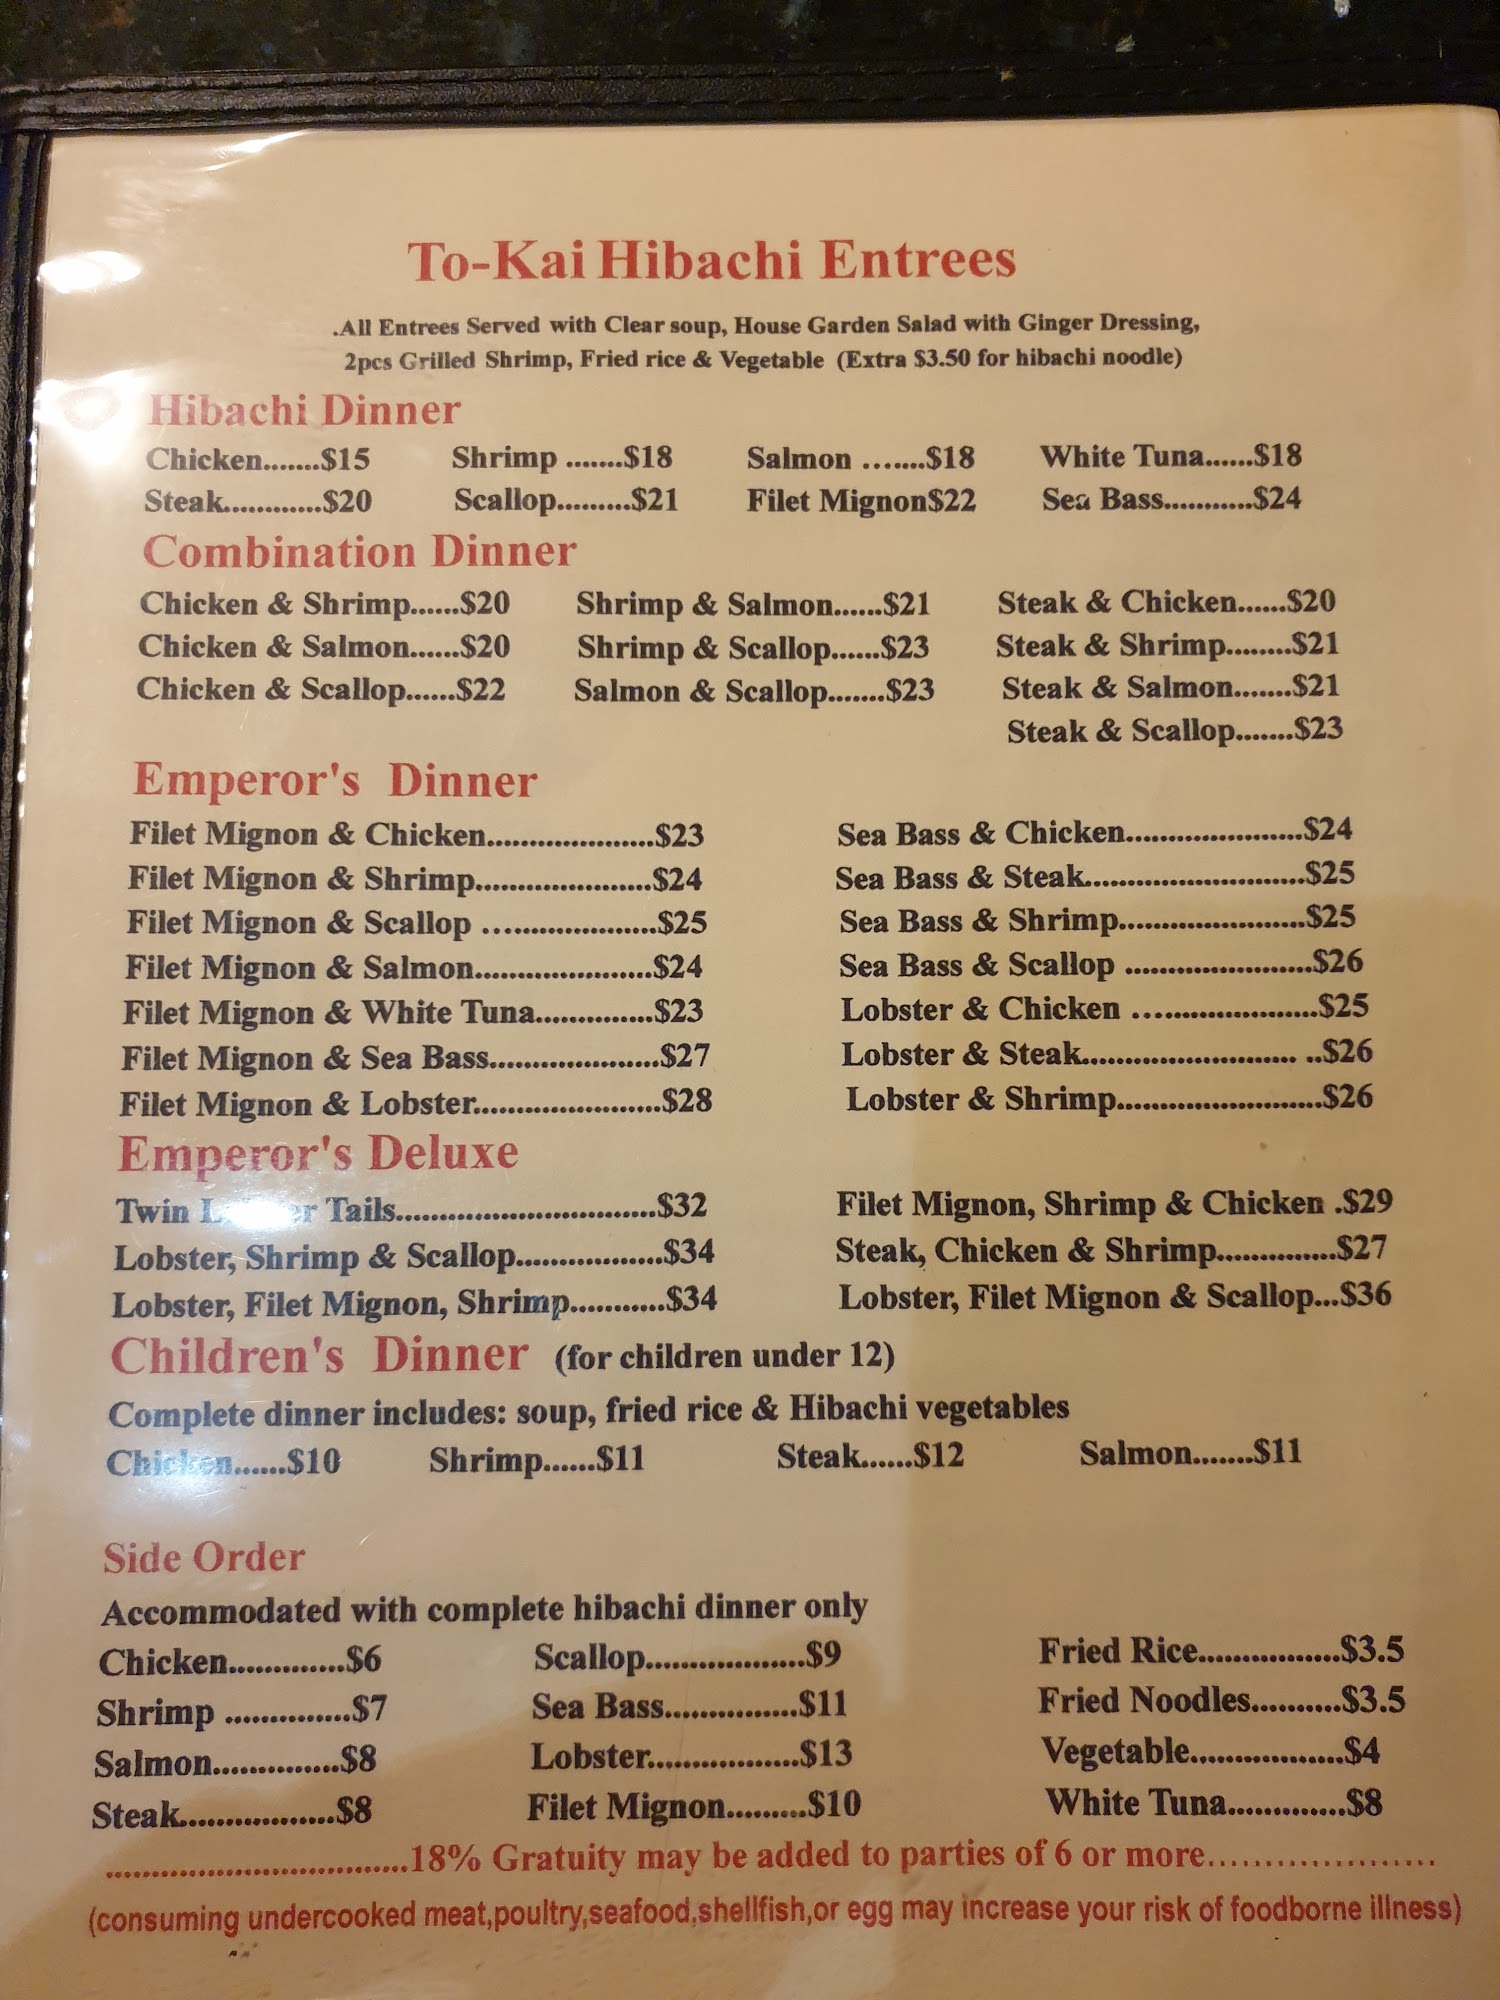 To-Kai Hibachi Entrees
.All Entrees Served with Clear soup, House Garden Salad with Ginger Dressing,
2pcs Grilled Shrimp, Fried rice & Vegetable (Extra $3.50 for hibachi noodle)
Hibachi Dinner
Chicken.......$15 Shrimp .......$18 Salmon ........$18 White Tuna......$18
Steak............$20 Scallop.........$21 Filet Mignon$22 Sea Bass...........$24
Combination Dinner
Chicken & Shrimp......$20 Shrimp & Salmon......$21 Steak & Chicken......$20
Chicken & Salmon......$20 Shrimp & Scallop......$23 Steak & Shrimp........$21
Chicken & Scallop......$22 Salmon & Scallop.......$23 Steak & Salmon.......$21
Steak & Scallop.......$23
Emperor's Dinner
Filet Mignon & Chicken....................$23 Sea Bass & Chicken.....................$24
Filet Mignon & Shrimp.....................$24 Sea Bass & Steak..........................$25
Filet Mignon & Scallop .....................$25 Sea Bass & Shrimp......................$25
Filet Mignon & Salmon.....................$24 Sea Bass & Scallop ......................$26
Filet Mignon & White Tuna..............$23 Lobster & Chicken ......................$25
Filet Mignon & Sea Bass....................$27 Lobster & Steak......................... ..$26
Filet Mignon & Lobster......................$28 Lobster & Shrimp........................$26
Emperor's Deluxe
Twin Tails...............................$32 Filet Mignon, Shrimp & Chicken .$29
Lobster, Shrimp & Scallop.................$34 Steak, Chicken & Shrimp..............$27
Lobster, Filet Mignon, Shrimp...........$34 Lobster, Filet Mignon & Scallop...$36
Children's Dinner (for children under 12)
Complete dinner includes: soup, fried rice & Hibachi vegetables
Chicken......$10 Shrimp......$11 Steak......$12 Salmon.......$11
Side Order
Accommodated with complete hibachi dinner only
Chicken..............$6 Scallop...................$9 Fried Rice.................$3.5
Shrimp ...............$7 Sea Bass................$11 Fried Noodles...........$3.5
Salmon...............$8 Lobster..................$13 Vegetable..................$4
Steak...................$8 Filet Mignon..........$10 White Tuna..............$8
.................................18% Gratuity may be added to parties of 6 or more.....................
(consuming undercooked meat,poultry,seafood,shellfish,or egg may increase your risk of foodborne illness)